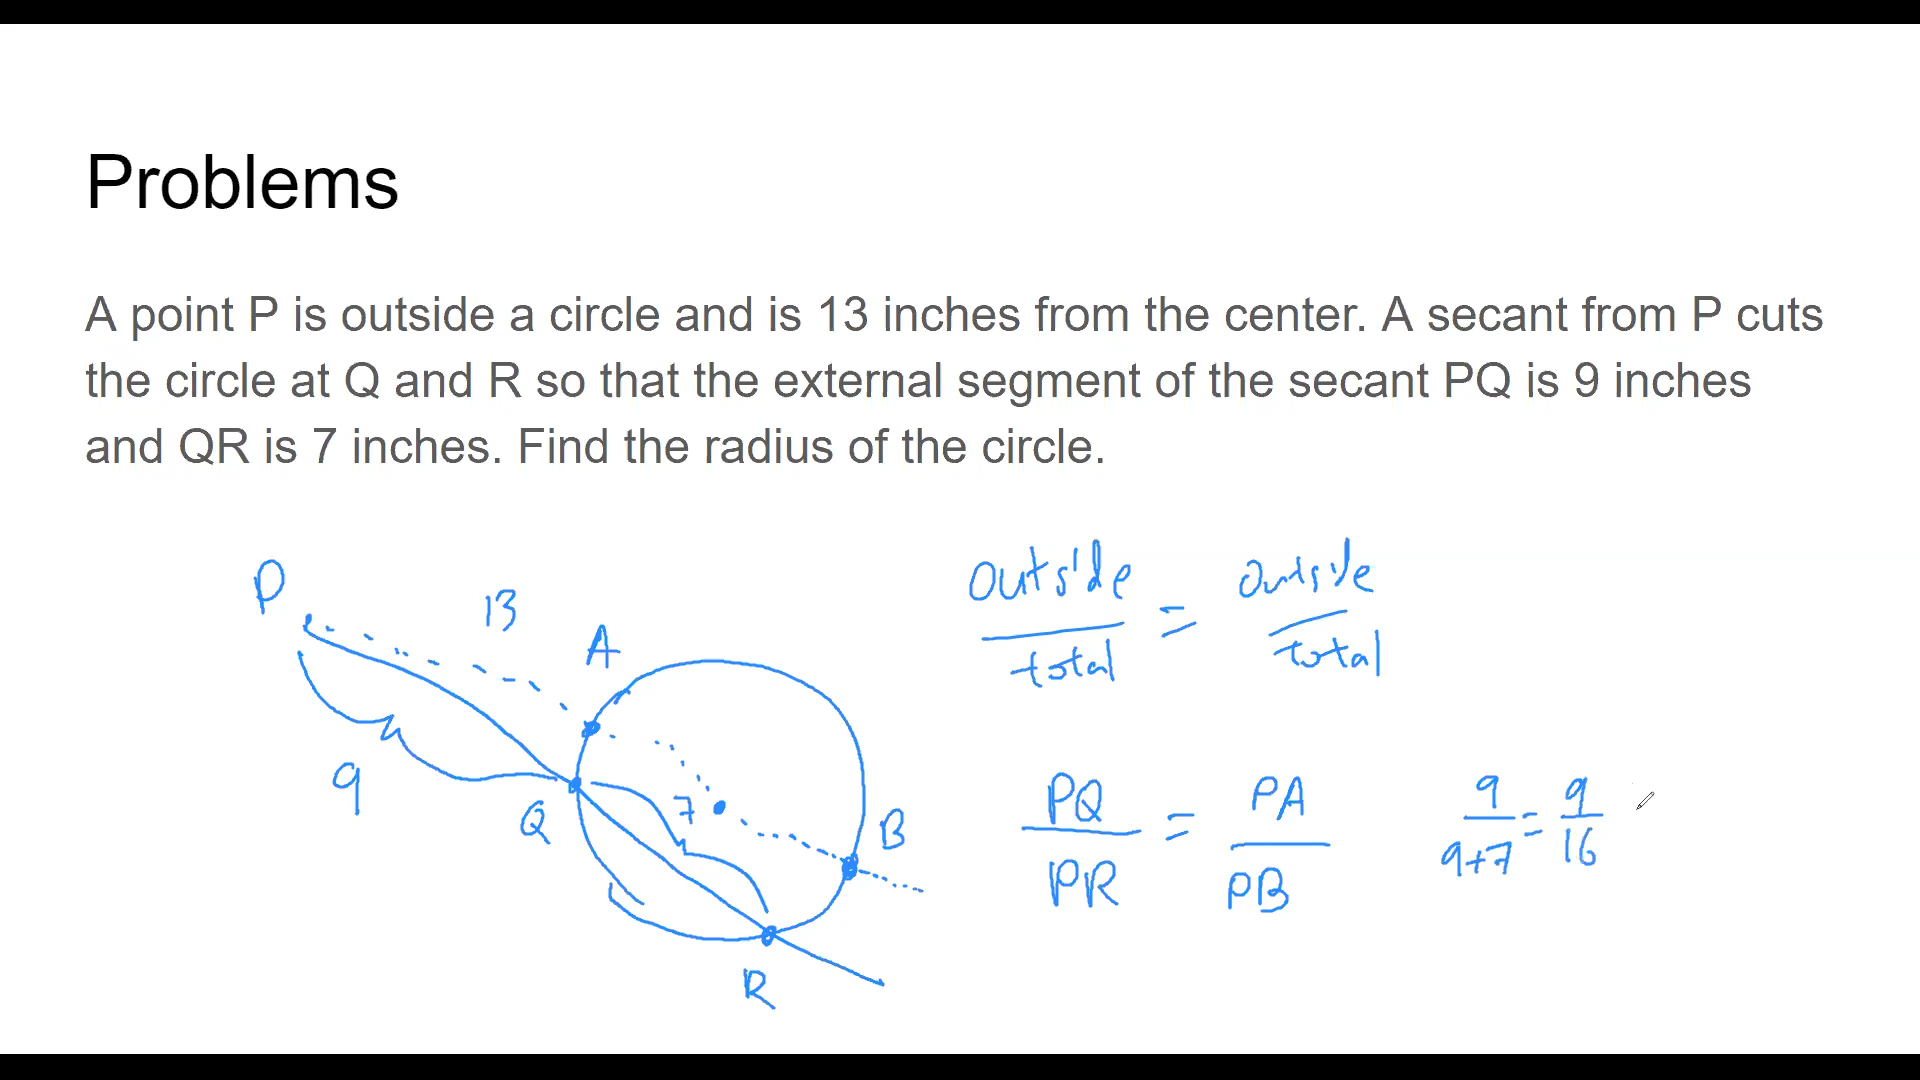 Problems
A point P is outside a circle and is 13 inches from the center. A secant from P cuts
the circle at Q and R so that the external segment of the secant PQ is 9 inches
and QR is 7 inches. Find the radius of the circle.
P
13
A
9
Q
7
B
R
outside / total = outside / total
PQ / PR = PA / PB
9 / 9+7 = 9 / 16